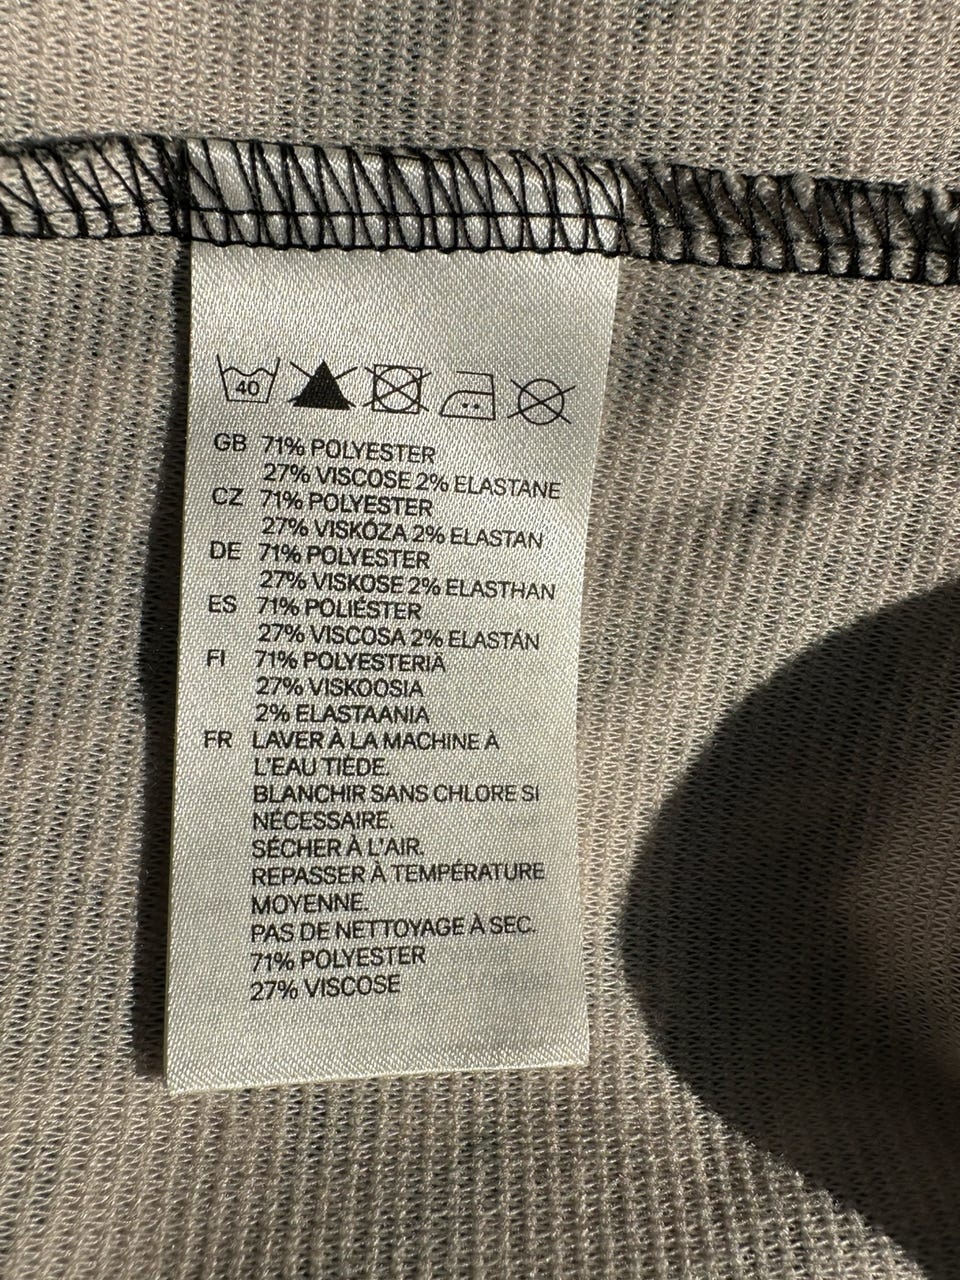 40
GB 71% POLYESTER
27% VISCOSE 2% ELASTANE
CZ 71% POLYESTER
27% VISKÓZA 2% ELASTAN
DE 71% POLYESTER
27% VISKOSE 2% ELASTHAN
ES 71% POLIÉSTER
27% VISCOSA 2% ELASTÁN
FI 71% POLYESTERIÄ
27% VISKOOSIA
2% ELASTAANIA
FR LAVER À LA MACHINE À
L'EAU TIÈDE.
BLANCHIR SANS CHLORE SI
NÉCESSAIRE.
SÉCHER À L'AIR.
REPASSER À TEMPÉRATURE
MOYENNE.
PAS DE NETTOYAGE À SEC.
71% POLYESTER
27% VISCOSE